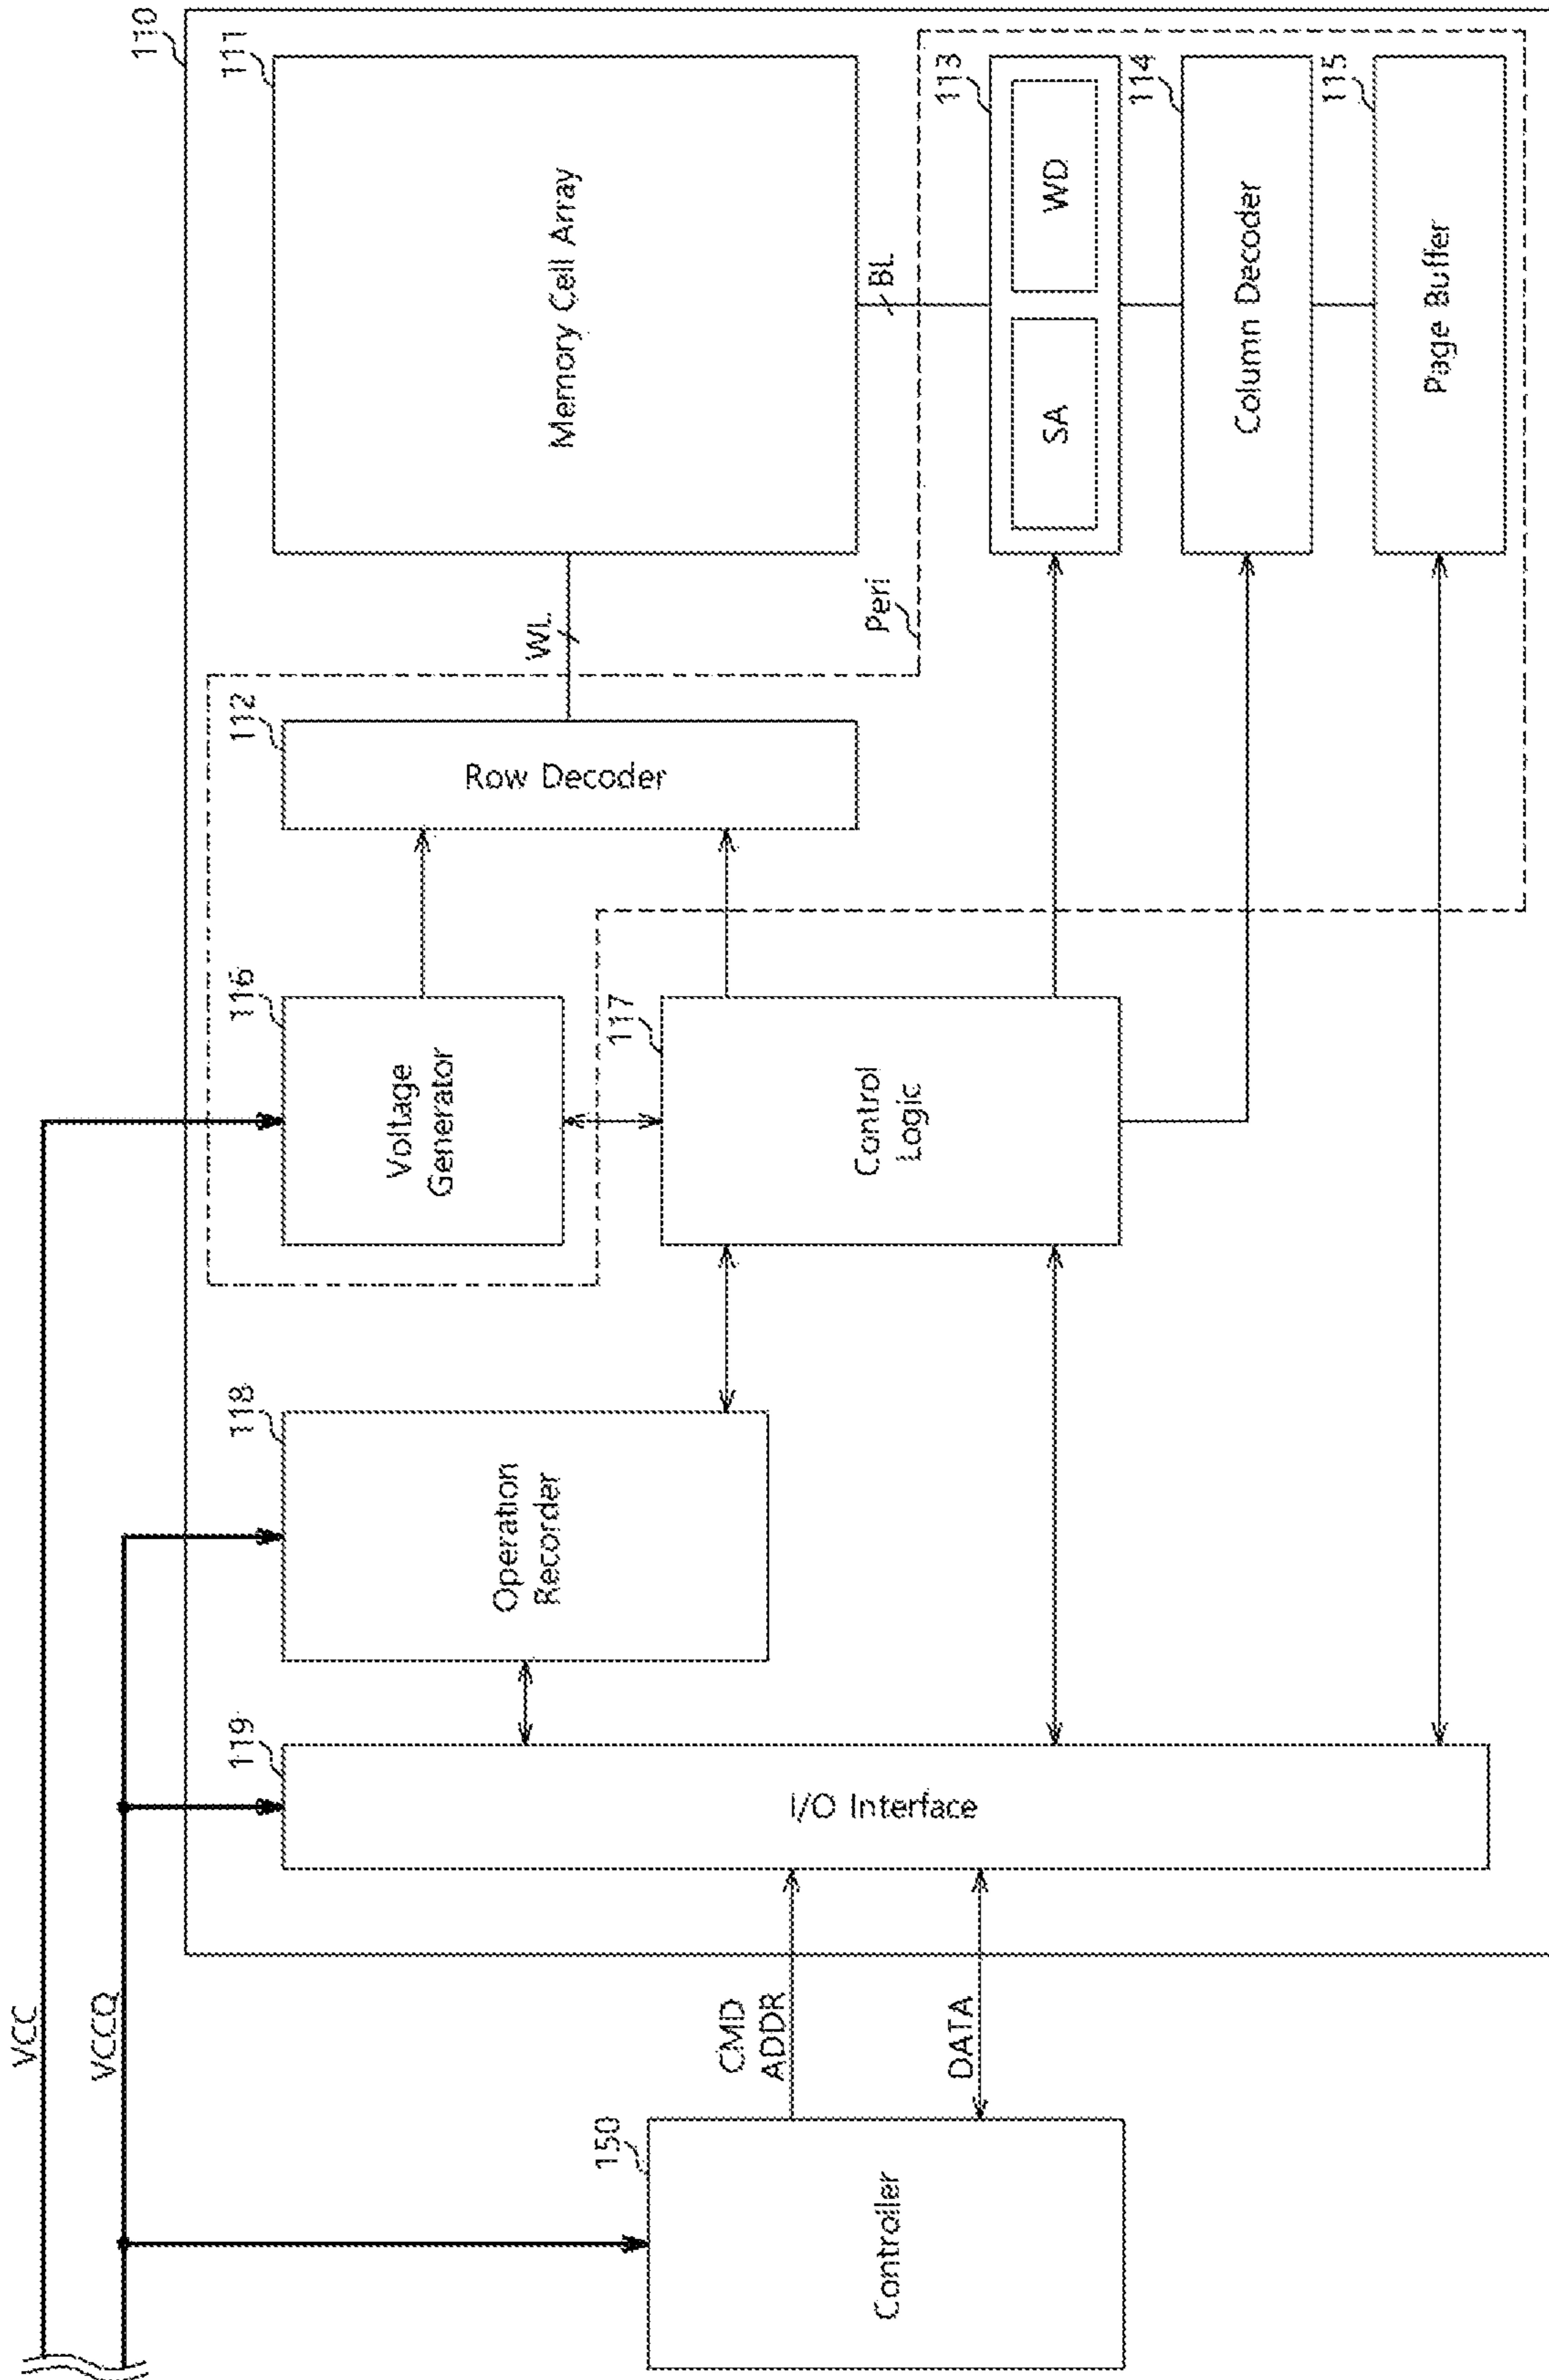 VCC
VCCQ
150
Controller
CMD
ADDR
DATA
110
119
I/O Interface
118
Operation
Recorder
116
Voltage
Generator
117
Control
Logic
112
Row Decoder
WL
Peri
111
Memory Cell Array
BL
113
SA
WD
114
Column Decoder
115
Page Buffer